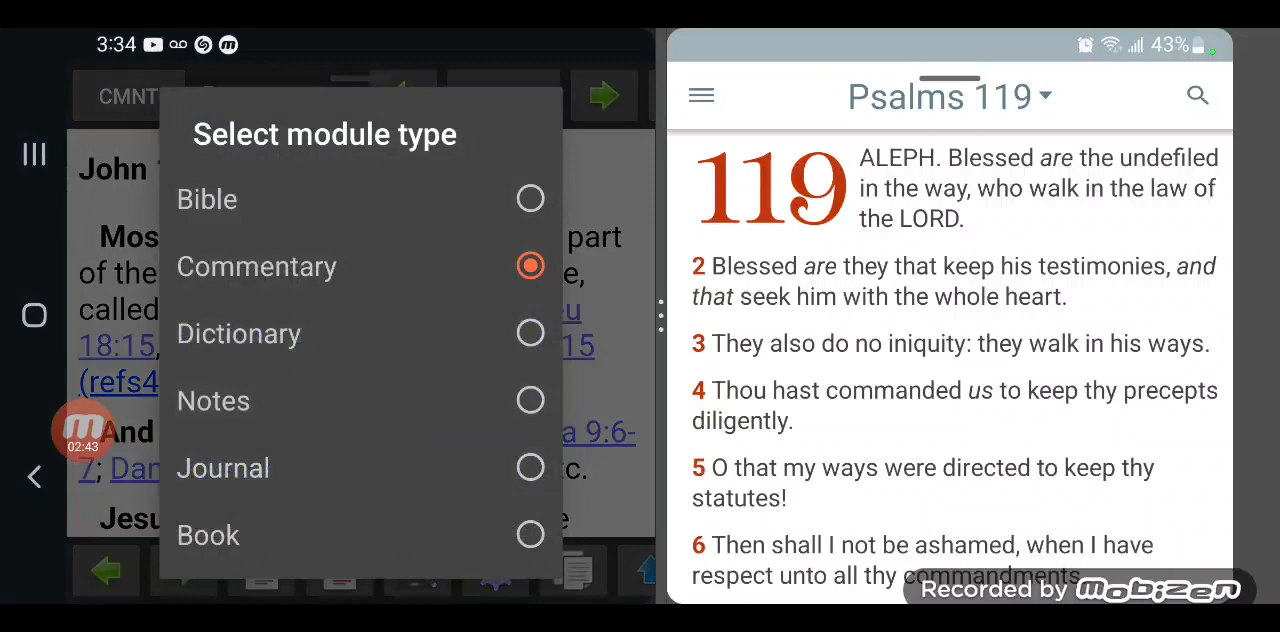 3:34
CMNT
Select module type
Bible
Commentary
Dictionary
Notes
Journal
Book
John
Mos
part
of the
e,
called
eu
18:15,
15
(refs4
02:43
And
a 9:6-
7; Dan
tc.
Jesu
e
43%
Psalms 119
119 ALEPH. Blessed are the undefiled
in the way, who walk in the law of
the LORD.
2 Blessed are they that keep his testimonies, and
that seek him with the whole heart.
3 They also do no iniquity: they walk in his ways.
4 Thou hast commanded us to keep thy precepts
diligently.
5 O that my ways were directed to keep thy
statutes!
6 Then shall I not be ashamed, when I have
respect unto all thy commandments
Recorded by mobizen